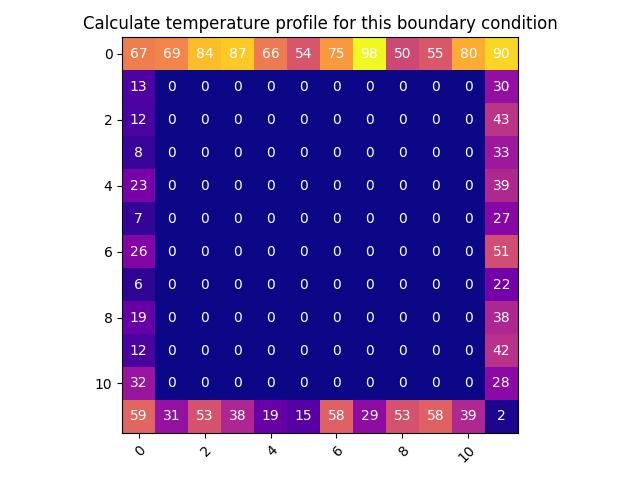 Calculate temperature profile for this boundary condition
0 67 69 84 87 66 54 75 98 50 55 80 90
13 0 0 0 0 0 0 0 0 0 0 30
2 12 0 0 0 0 0 0 0 0 0 0 43
8 0 0 0 0 0 0 0 0 0 0 33
4 23 0 0 0 0 0 0 0 0 0 0 39
7 0 0 0 0 0 0 0 0 0 0 27
6 26 0 0 0 0 0 0 0 0 0 0 51
6 0 0 0 0 0 0 0 0 0 0 22
8 19 0 0 0 0 0 0 0 0 0 0 38
12 0 0 0 0 0 0 0 0 0 0 42
10 32 0 0 0 0 0 0 0 0 0 0 28
59 31 53 38 19 15 58 29 53 58 39 2
0 2 4 6 8 10